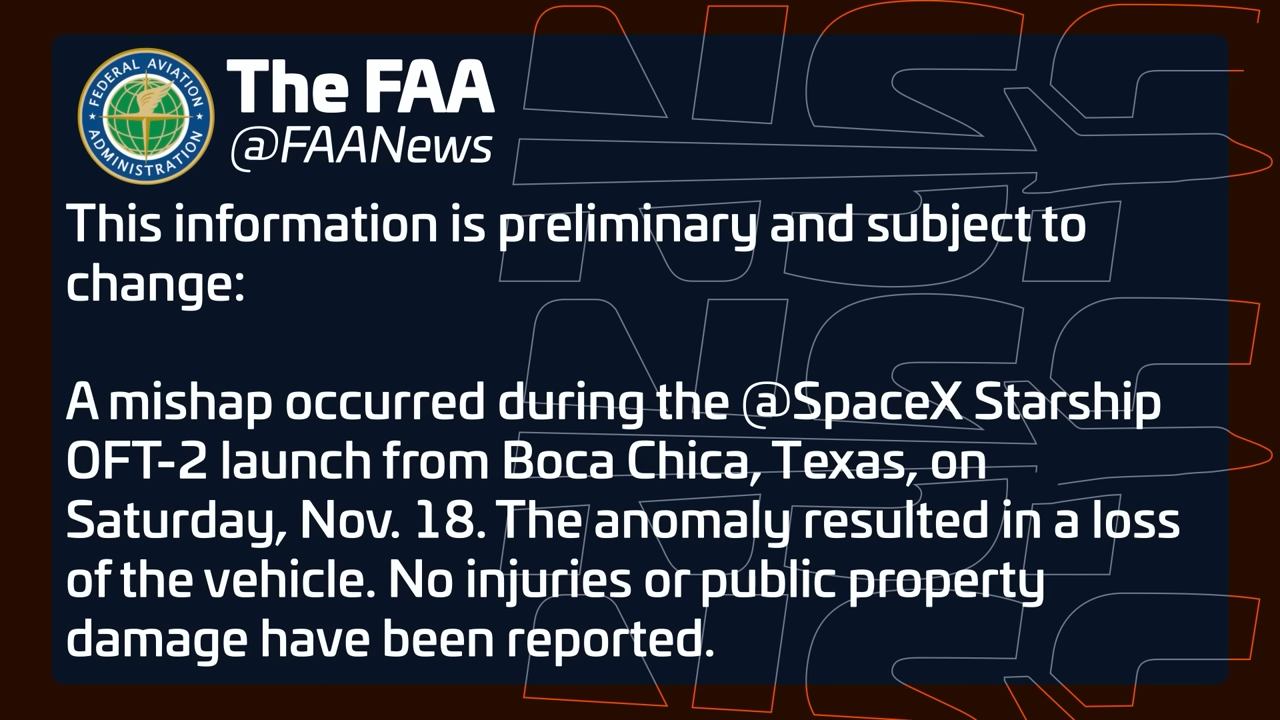 FEDERAL AVIATION
ADMINISTRATION
The FAA
@FAANews
This information is preliminary and subject to
change:
A mishap occurred during the @SpaceX Starship
OFT-2 launch from Boca Chica, Texas, on
Saturday, Nov. 18. The anomaly resulted in a loss
of the vehicle. No injuries or public property
damage have been reported.